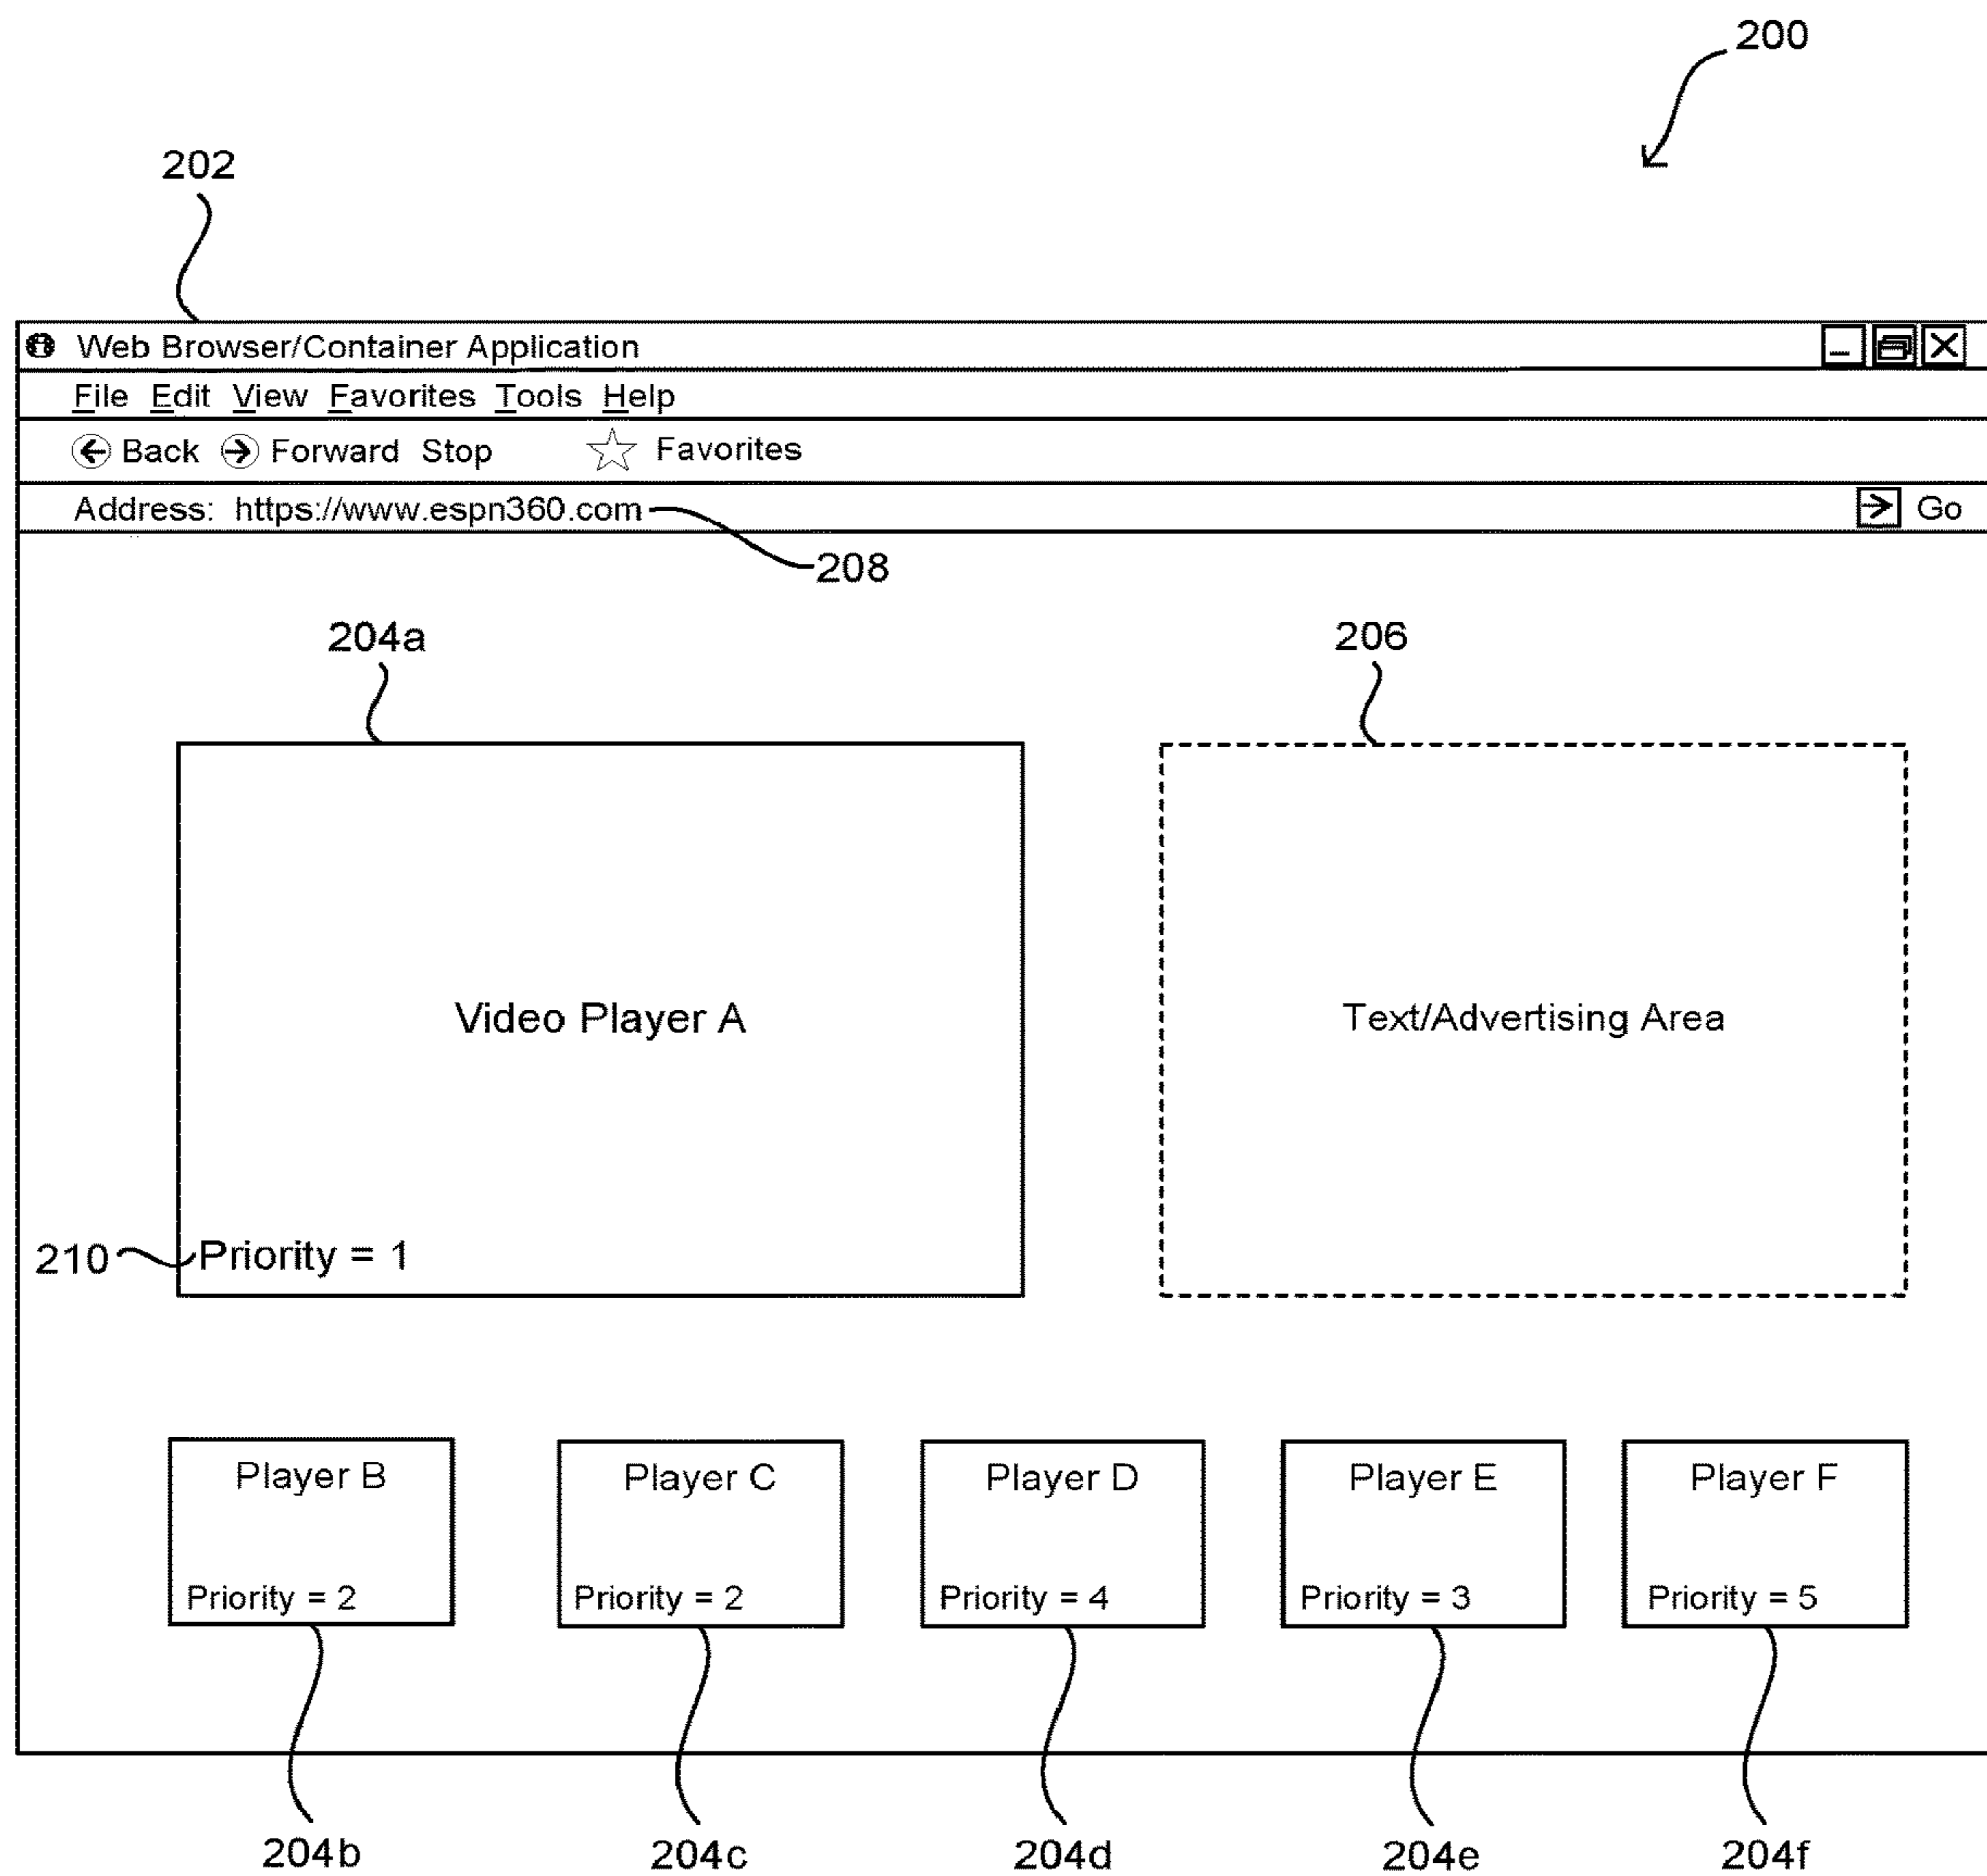 200
202
Web Browser/Container Application
File Edit View Favorites Tools Help
Back Forward Stop Favorites
Address: https://www.espn360.com Go
208
204a 206
Video Player A Text/Advertising Area
210 Priority = 1
Player B Player C Player D Player E Player F
Priority = 2 Priority = 2 Priority = 4 Priority = 3 Priority = 5
204b 204c 204d 204e 204f